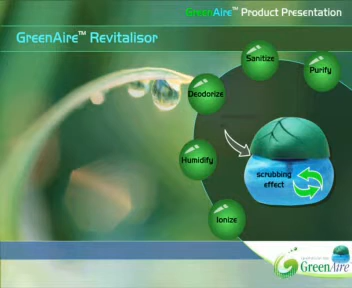 GreenAire™ Product Presentation
GreenAire™ Revitalisor
Sanitize
Purify
Deodorize
Humidify
Ionize
scrubbing
effect
GreenAire